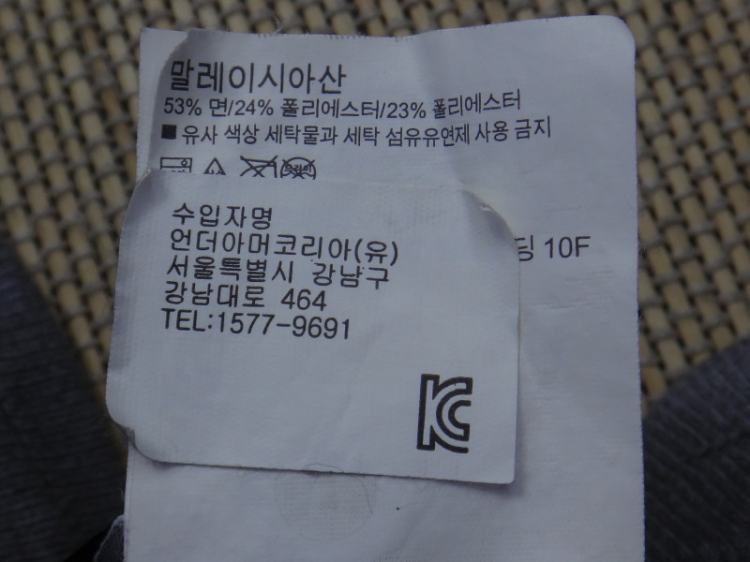 말레이시아산
53% 면/24% 폴리에스터/23% 폴리에스터
■ 유사 색상 세탁물과 세탁 섬유유연제 사용 금지
수입자명
언더아머코리아(유)
딩 10F
서울특별시 강남구
강남대로 464
TEL:1577-9691
KC